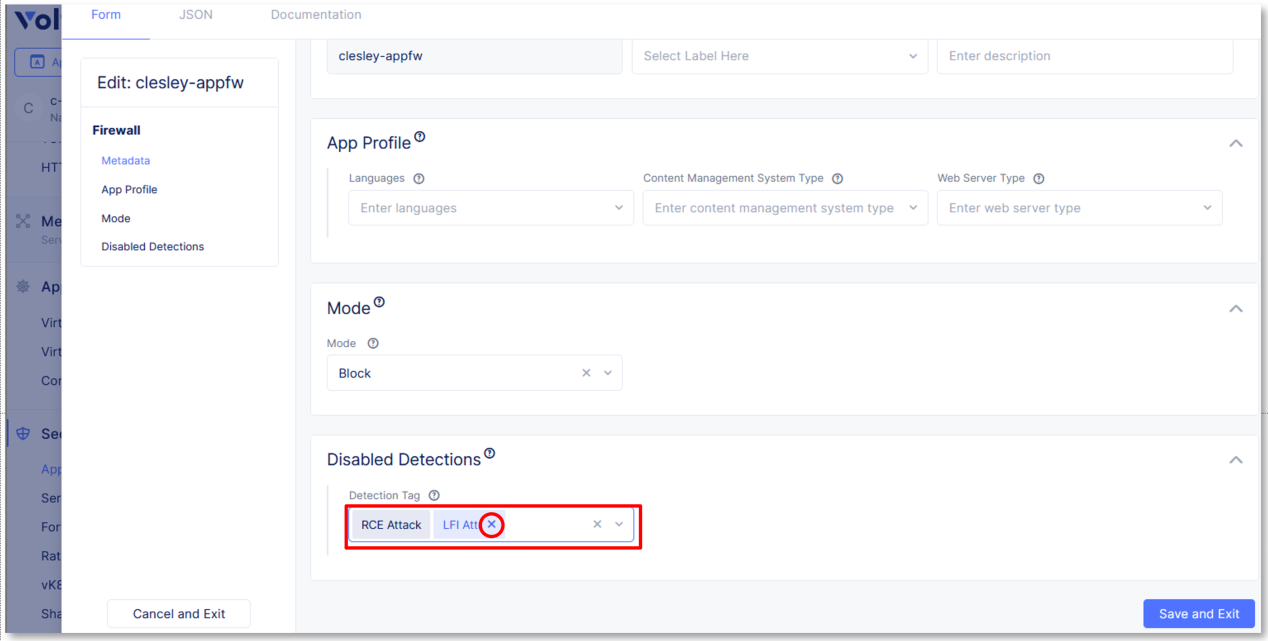 Form JSON Documentation
Vol
A Ap
C c-
Na
HTT
Me
Serv
Ap
Virt
Virt
Cor
Sec
App
Ser
For
Rat
vK8
Sha
Edit: clesley-appfw
Firewall
Metadata
App Profile
Mode
Disabled Detections
Cancel and Exit
clesley-appfw Select Label Here Enter description
App Profile
Languages Content Management System Type Web Server Type
Enter languages Enter content management system type Enter web server type
Mode
Mode
Block
Disabled Detections
Detection Tag
RCE Attack LFI Att
Save and Exit